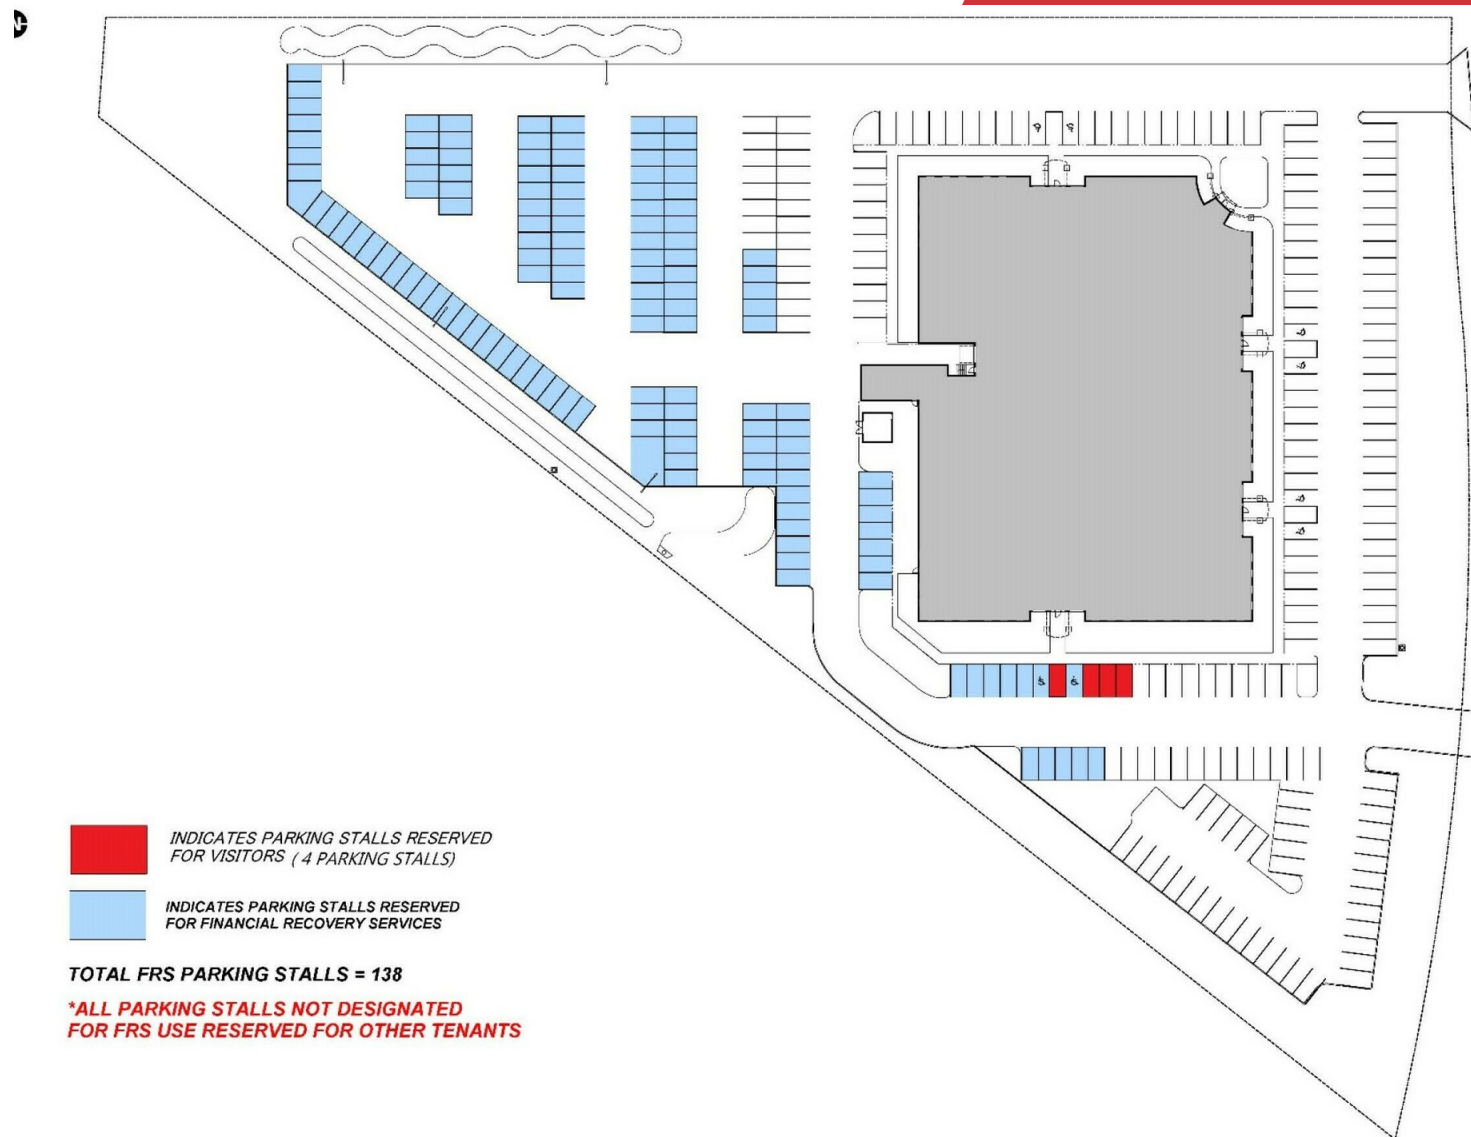 N
INDICATES PARKING STALLS RESERVED
FOR VISITORS ( 4 PARKING STALLS)
INDICATES PARKING STALLS RESERVED
FOR FINANCIAL RECOVERY SERVICES
TOTAL FRS PARKING STALLS = 138
*ALL PARKING STALLS NOT DESIGNATED
FOR FRS USE RESERVED FOR OTHER TENANTS